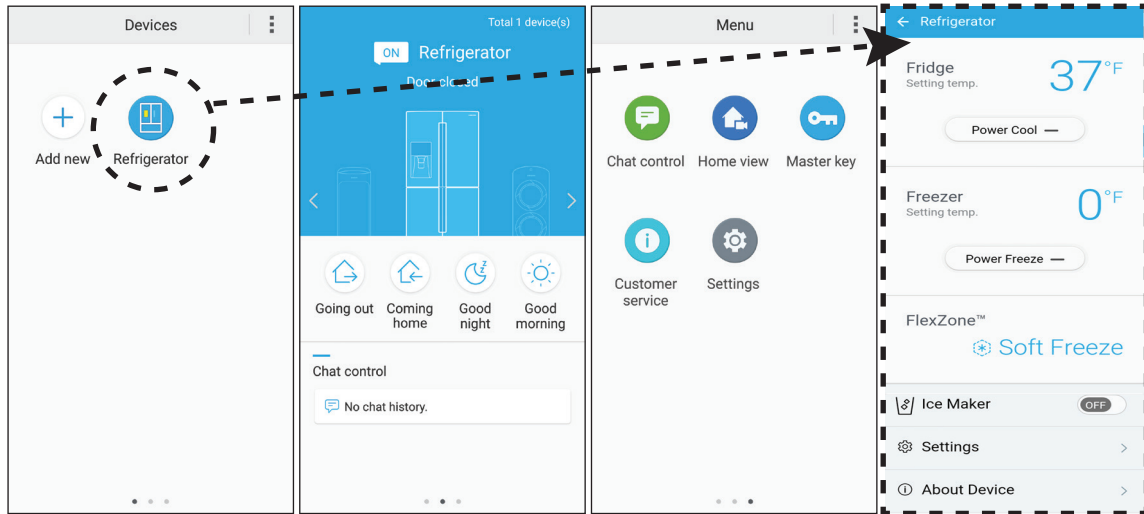 Devices
Add new
Refrigerator
Total 1 device(s)
ON Refrigerator
Door closed
Going out
Coming
home
Good
night
Good
morning
Chat control
No chat history.
Menu
Chat control
Home view
Master key
Customer
service
Settings
Refrigerator
Fridge
Setting temp.
37°F
Power Cool —
Freezer
Setting temp.
0°F
Power Freeze —
FlexZone™
Soft Freeze
Ice Maker
OFF
Settings
About Device